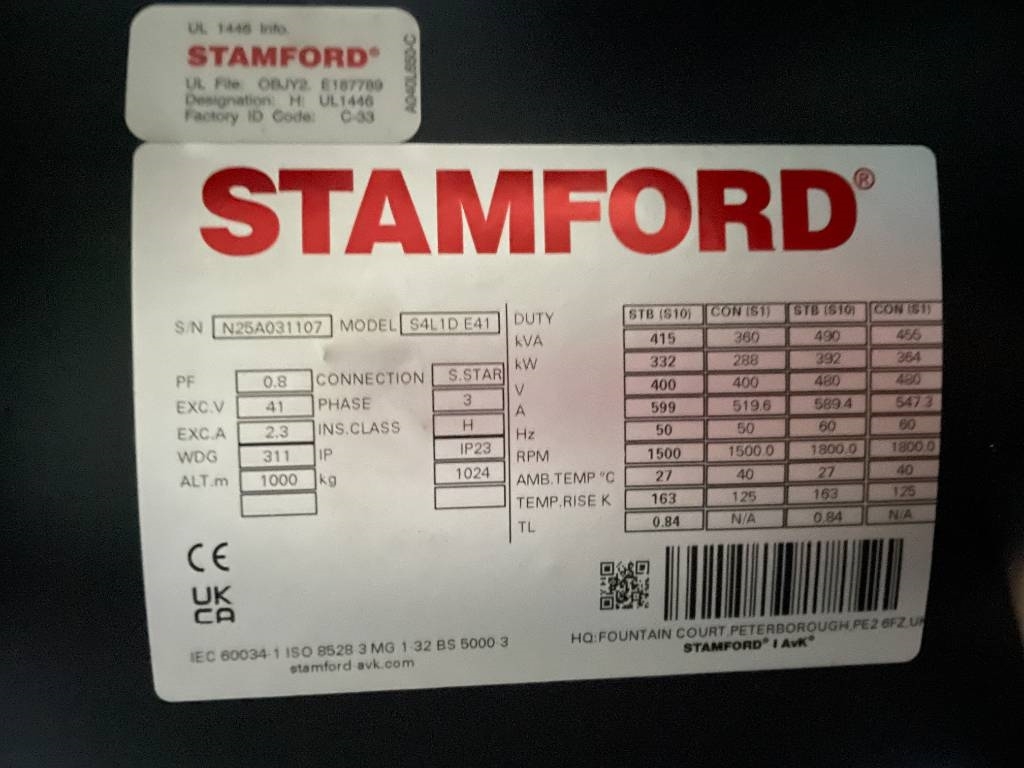 UL 1446 Info.
STAMFORD®
UL File: OBJY2. E187789
Designation: H: UL1446
Factory ID Code: C-33
A040L650-C
STAMFORD®
S/N N25A031107 MODEL S4L1D E41
PF 0.8 CONNECTION S.STAR
EXC.V 41 PHASE 3
EXC.A 2.3 INS.CLASS H
WDG 311 IP IP23
ALT.m 1000 kg 1024
DUTY STB (S10) CON (S1) STB (S10) CON (S1)
kVA 415 360 490 455
kW 332 288 392 364
V 400 400 480 480
A 599 519.6 589.4 547.3
Hz 50 50 60 60
RPM 1500 1500.0 1800.0 1800.0
AMB.TEMP °C 27 40 27 40
TEMP.RISE K 163 125 163 125
TL 0.84 N/A 0.84 N/A
CE
UK
CA
IEC 60034-1 ISO 8528 3 MG 1-32 BS 5000-3
stamford-avk.com
HQ:FOUNTAIN COURT,PETERBOROUGH,PE2 6FZ,UK
STAMFORD® | AvK®